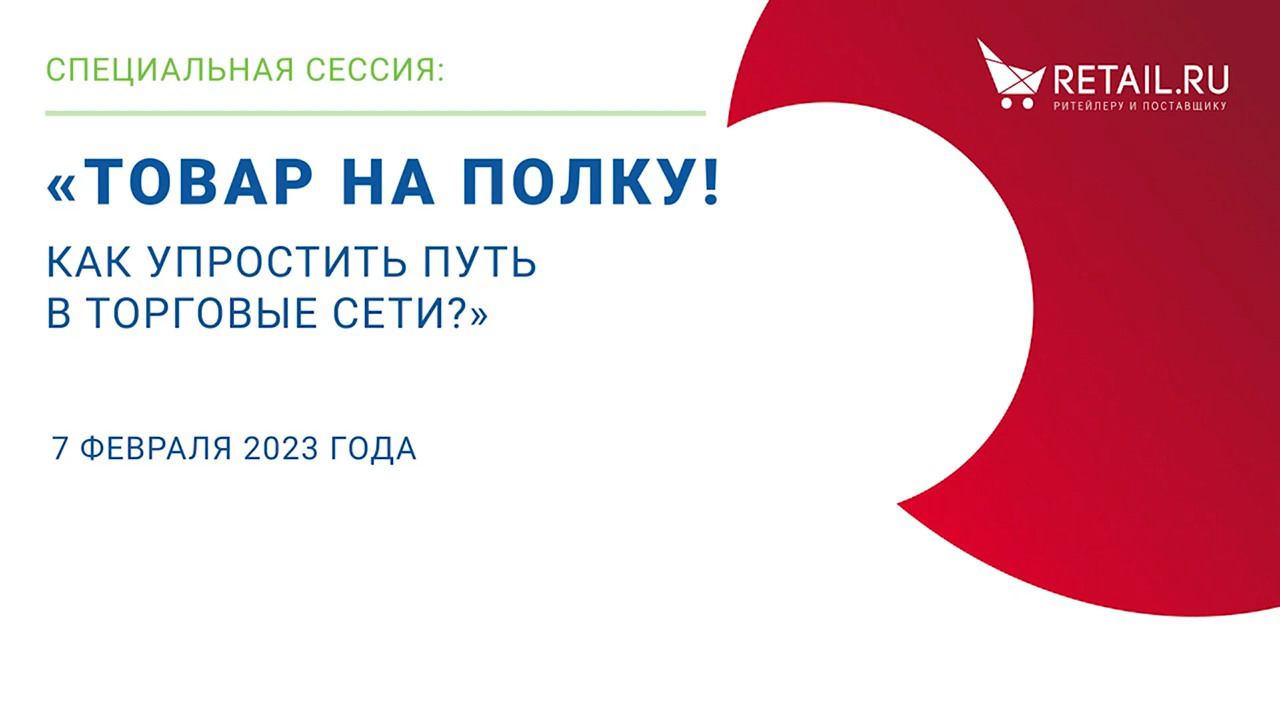 СПЕЦИАЛЬНАЯ СЕССИЯ:
RETAIL.RU
РИТЕЙЛЕРУ И ПОСТАВЩИКУ
«ТОВАР НА ПОЛКУ!
КАК УПРОСТИТЬ ПУТЬ
В ТОРГОВЫЕ СЕТИ?»
7 ФЕВРАЛЯ 2023 ГОДА